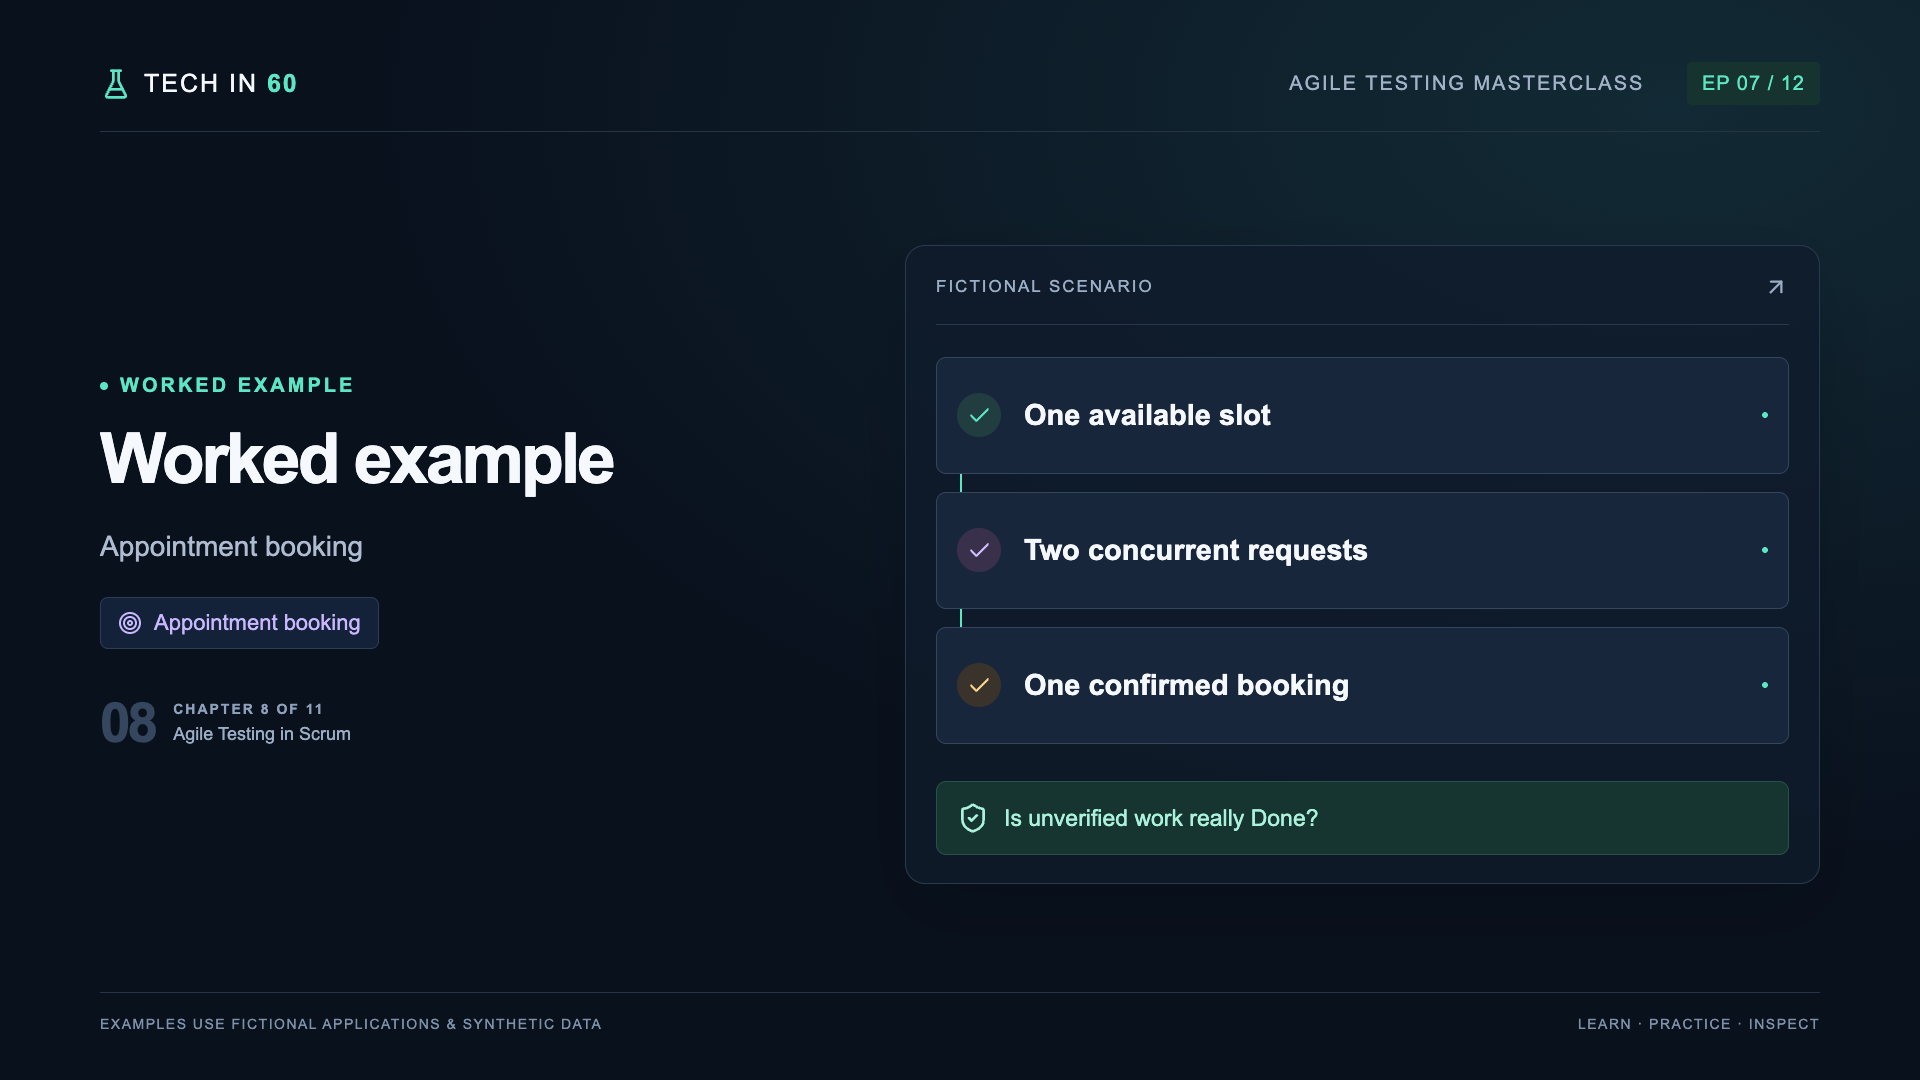 TECH IN 60
AGILE TESTING MASTERCLASS
EP 07 / 12
WORKED EXAMPLE
Worked example
Appointment booking
Appointment booking
08
CHAPTER 8 OF 11
Agile Testing in Scrum
FICTIONAL SCENARIO
One available slot
Two concurrent requests
One confirmed booking
Is unverified work really Done?
EXAMPLES USE FICTIONAL APPLICATIONS & SYNTHETIC DATA
LEARN · PRACTICE · INSPECT